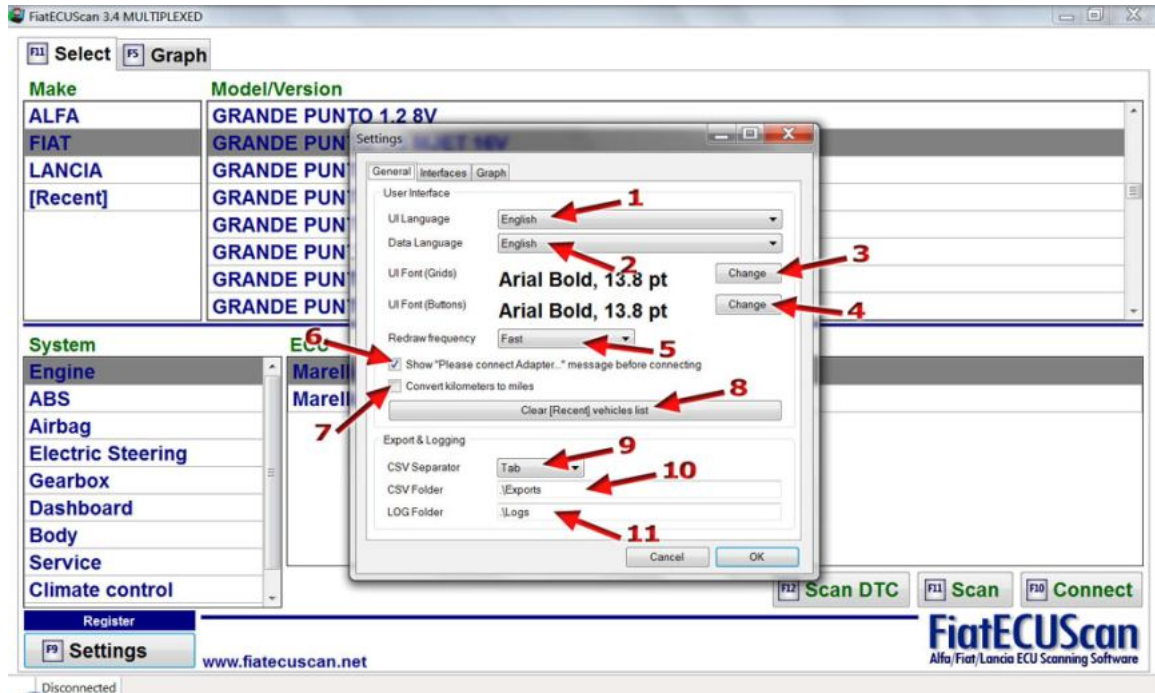 FiatECUScan 3.4 MULTIPLEXED
F11 Select F5 Graph
Make Model/Version
ALFA
FIAT
LANCIA
[Recent]
GRANDE PUNTO 1.2 8V
GRANDE PUN
GRANDE PUN
GRANDE PUN
GRANDE PUN
GRANDE PUN
GRANDE PUN
GRANDE PUN
Settings
General Interfaces Graph
User Interface
UI Language English 1
Data Language English 2
UI Font (Grids) Arial Bold, 13.8 pt Change 3
UI Font (Buttons) Arial Bold, 13.8 pt Change 4
Redraw frequency Fast 5
6 Show "Please connect Adapter..." message before connecting
7 Convert kilometers to miles
Clear [Recent] vehicles list 8
Export & Logging
CSV Separator Tab 9
CSV Folder .\Exports 10
LOG Folder .\Logs 11
Cancel OK
System
Engine
ABS
Airbag
Electric Steering
Gearbox
Dashboard
Body
Service
Climate control
ECU
Marell
Marell
F12 Scan DTC F11 Scan F10 Connect
Register
F9 Settings
www.fiatecuscan.net
FiatECUScan
Alfa/Fiat/Lancia ECU Scanning Software
Disconnected